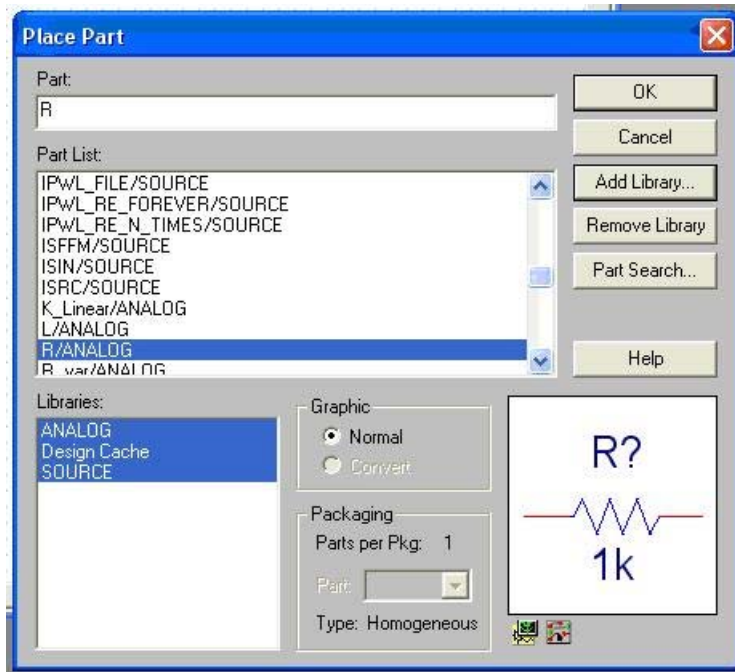 Place Part
Part:
R
OK
Cancel
Part List:
IPWL_FILE/SOURCE
IPWL_RE_FOREVER/SOURCE
IPWL_RE_N_TIMES/SOURCE
ISFFM/SOURCE
ISIN/SOURCE
ISRC/SOURCE
K_Linear/ANALOG
L/ANALOG
R/ANALOG
R_var/ANALOG
Add Library...
Remove Library
Part Search...
Help
Libraries:
ANALOG
Design Cache
SOURCE
Graphic
Normal
Convert
Packaging
Parts per Pkg: 1
Part:
Type: Homogeneous
R?
1k